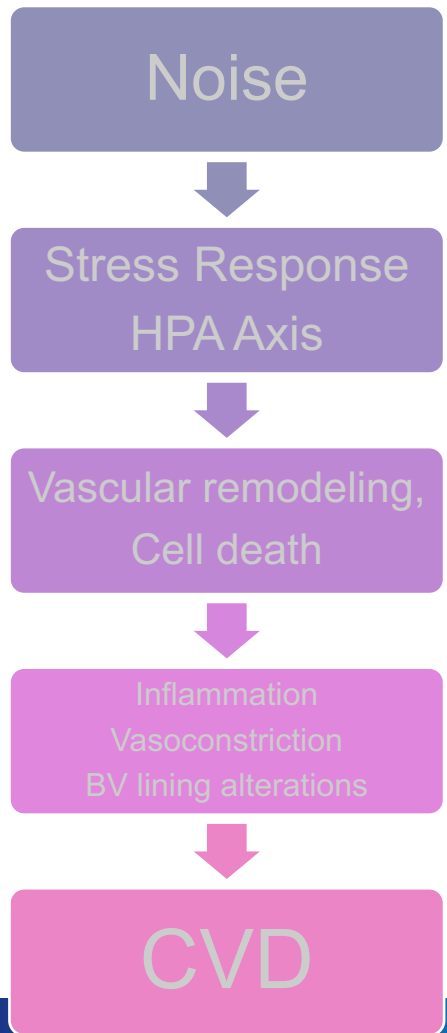 Noise
Stress Response
HPA Axis
Vascular remodeling,
Cell death
Inflammation
Vasoconstriction
BV lining alterations
CVD